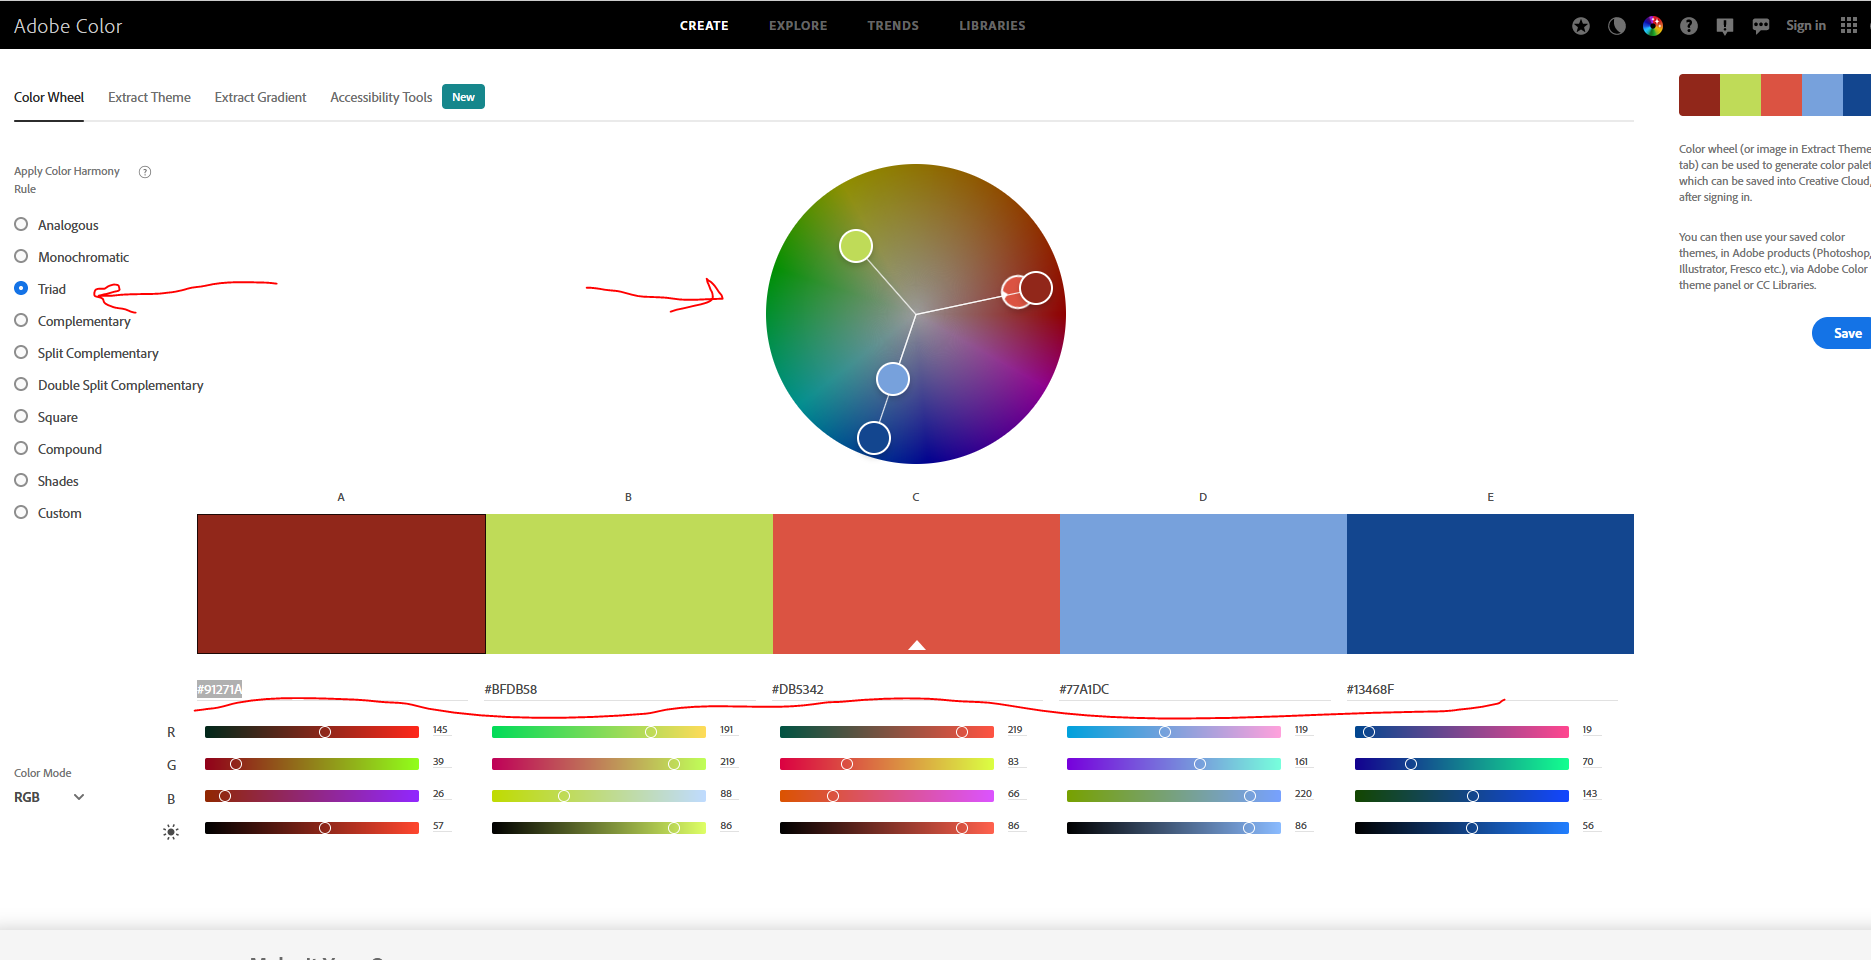 Adobe Color
CREATE EXPLORE TRENDS LIBRARIES
Sign in
Color Wheel Extract Theme Extract Gradient Accessibility Tools New
Color wheel (or image in Extract Theme
tab) can be used to generate color palet
which can be saved into Creative Cloud,
after signing in.
You can then use your saved color
themes, in Adobe products (Photoshop,
Illustrator, Fresco etc.), via Adobe Color
theme panel or CC Libraries.
Save
Apply Color Harmony
Rule
Analogous
Monochromatic
Triad
Complementary
Split Complementary
Double Split Complementary
Square
Compound
Shades
Custom
A B C D E
#91271A #BFDB58 #DB5342 #77A1DC #13468F
R 145 191 219 119 19
G 39 219 83 161 70
Color Mode
RGB
B 26 88 66 220 143
57 86 86 86 56